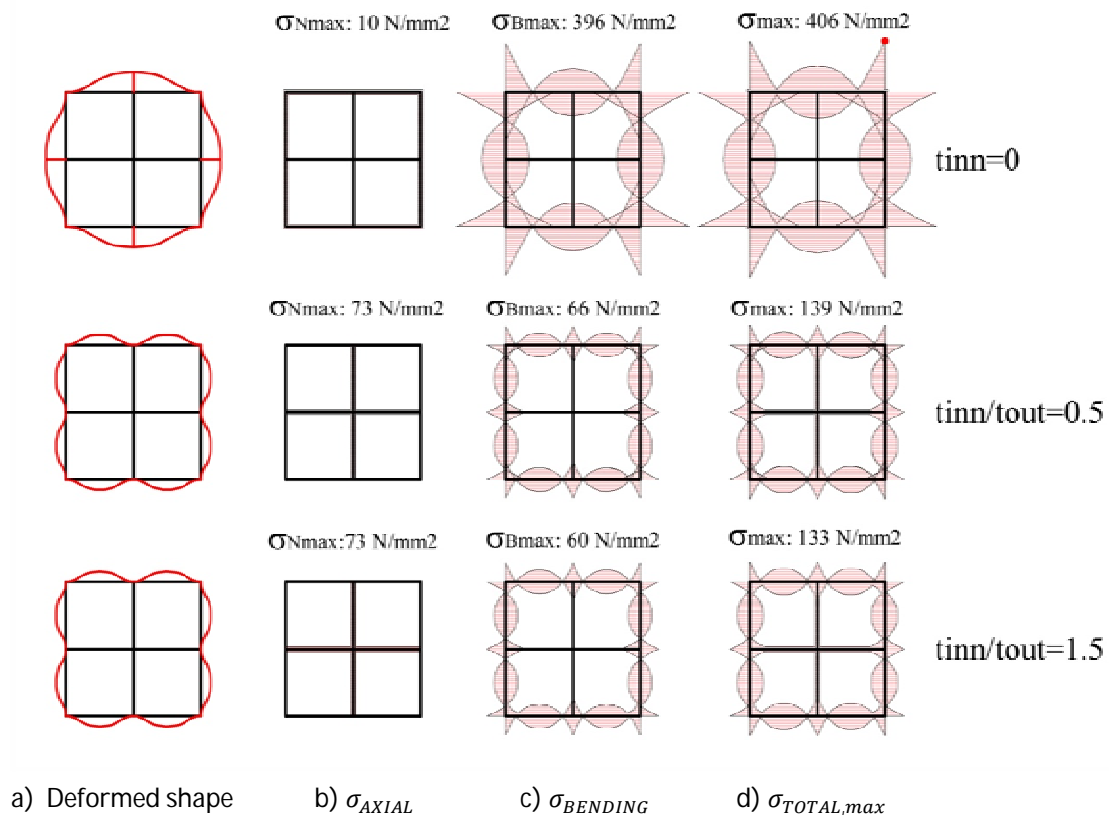 σNmax: 10 N/mm2 σBmax: 396 N/mm2 σmax: 406 N/mm2
tinn=0
σNmax: 73 N/mm2 σBmax: 66 N/mm2 σmax: 139 N/mm2
tinn/tout=0.5
σNmax:73 N/mm2 σBmax: 60 N/mm2 σmax: 133 N/mm2
tinn/tout=1.5
a) Deformed shape b) σAXIAL c) σBENDING d) σTOTAL,max